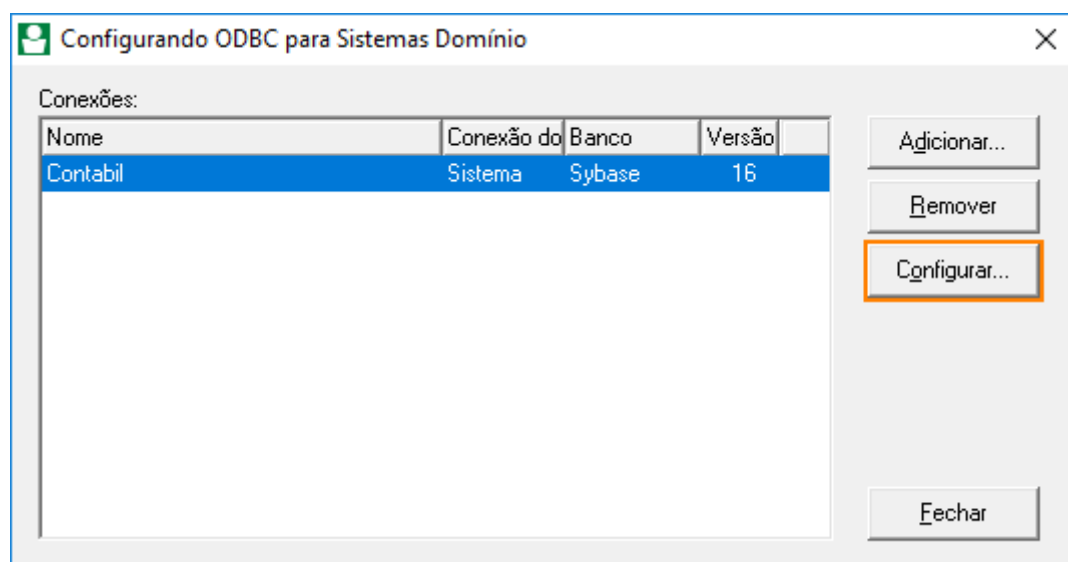 Configurando ODBC para Sistemas Domínio
Conexões:
Nome Conexão do Banco Versão
Contabil Sistema Sybase 16
Adicionar...
Remover
Configurar...
Fechar